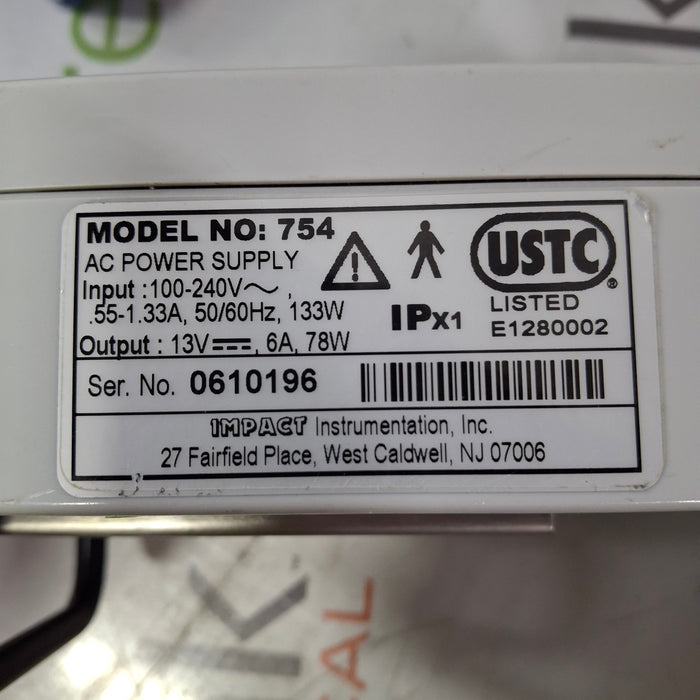 MODEL NO: 754
AC POWER SUPPLY
Input :100-240V～ ,
.55-1.33A, 50/60Hz, 133W
Output : 13V⎓, 6A, 78W
IPX1
USTC®
LISTED
E1280002
Ser. No. 0610196
IMPACT Instrumentation, Inc.
27 Fairfield Place, West Caldwell, NJ 07006